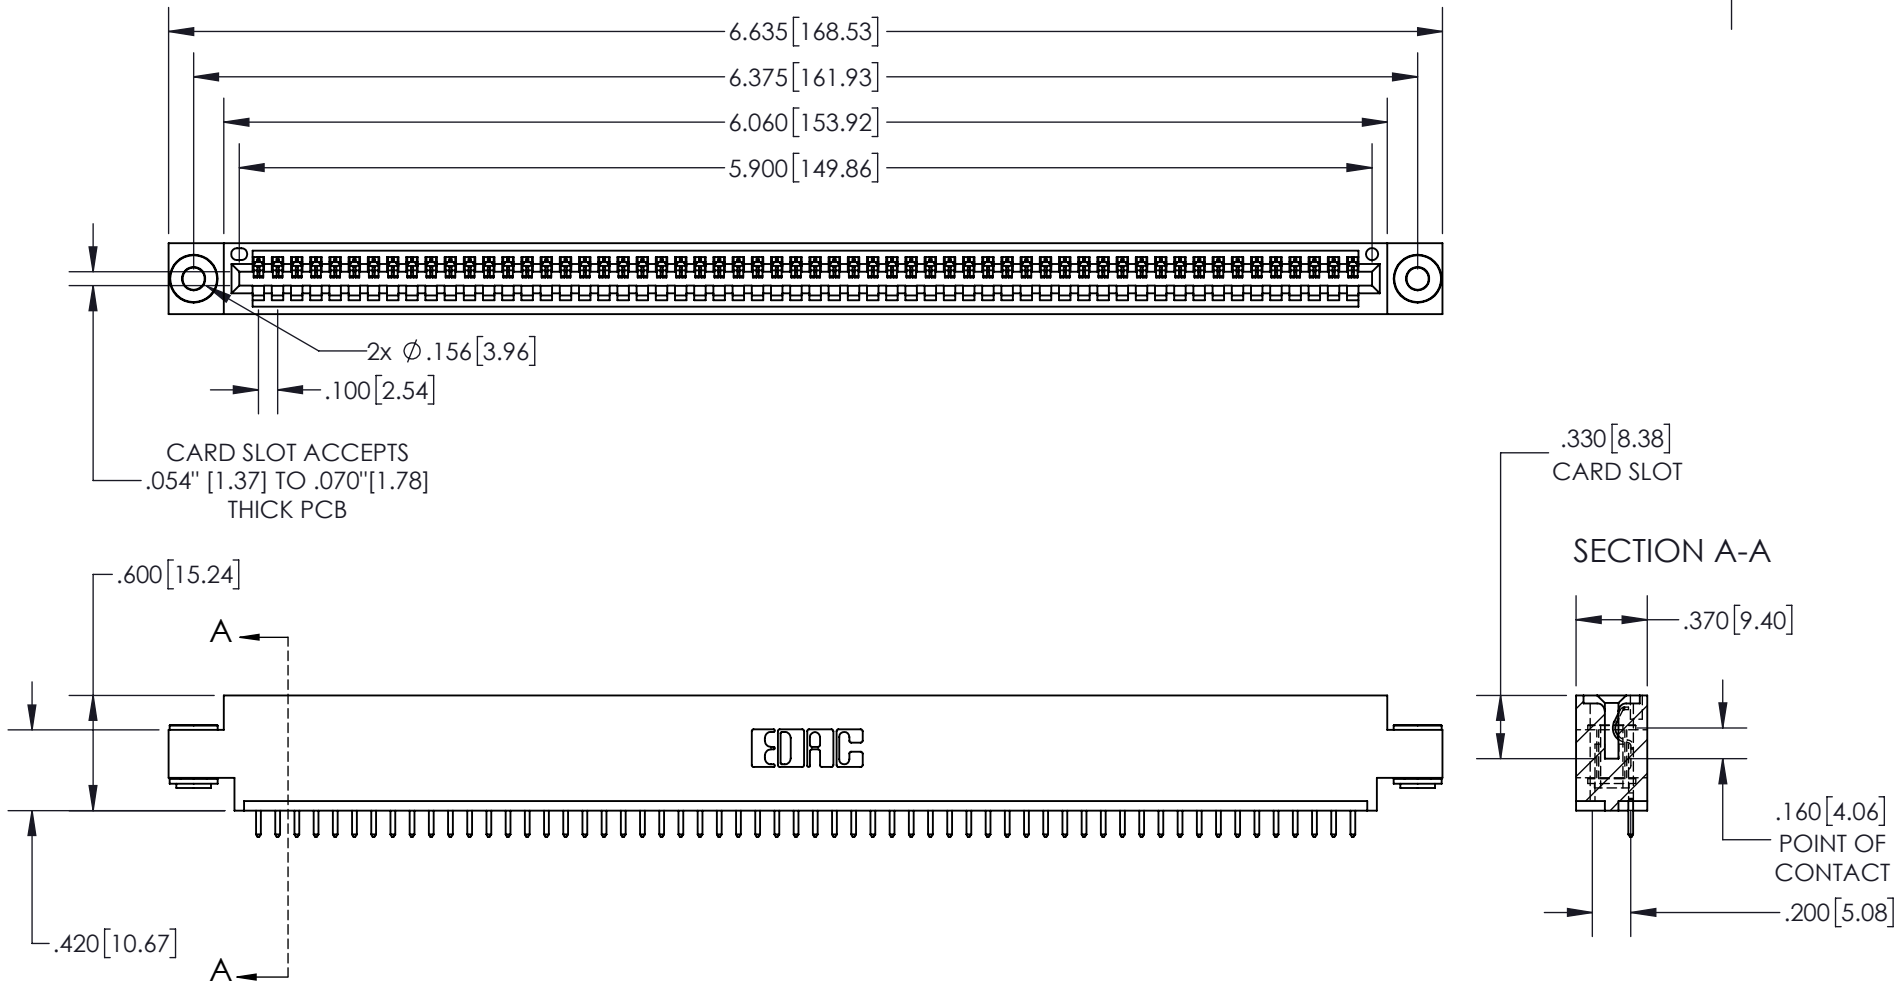 6.635[168.53]
6.375[161.93]
6.060[153.92]
5.900[149.86]
2x Ø.156[3.96]
.100[2.54]
CARD SLOT ACCEPTS
.054" [1.37] TO .070"[1.78]
THICK PCB
.330[8.38]
CARD SLOT
SECTION A-A
.600[15.24]
A
.370[9.40]
EDAC
.160[4.06]
POINT OF
CONTACT
.200[5.08]
.420[10.67]
A